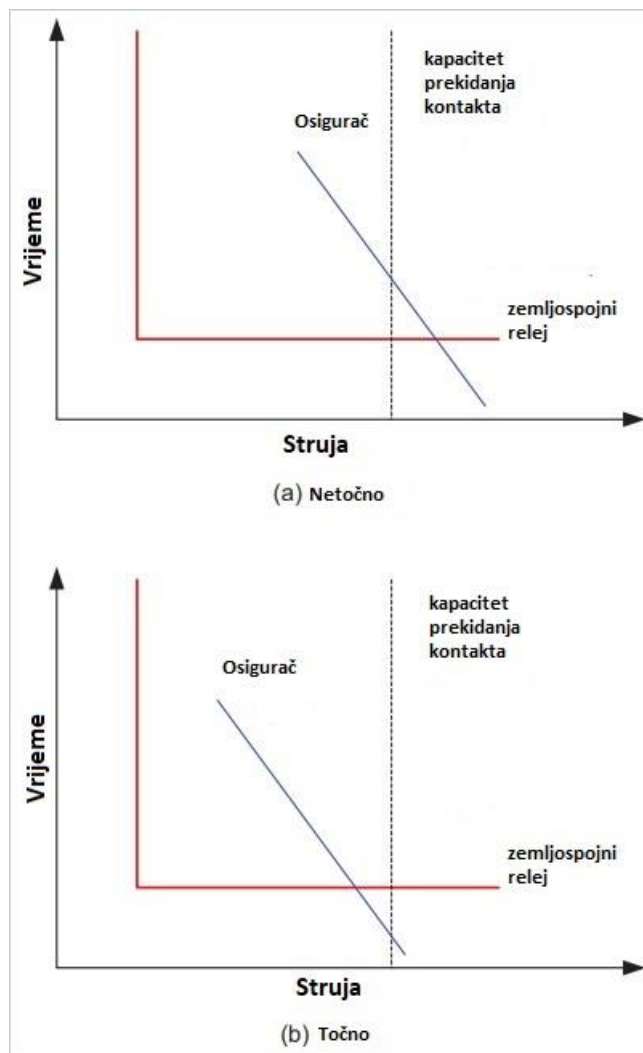 kapacitet
prekidanja
kontakta
Osigurač
Vrijeme
zemljospojni
relej
Struja
(a) Netočno
kapacitet
prekidanja
kontakta
Osigurač
Vrijeme
zemljospojni
relej
Struja
(b) Točno